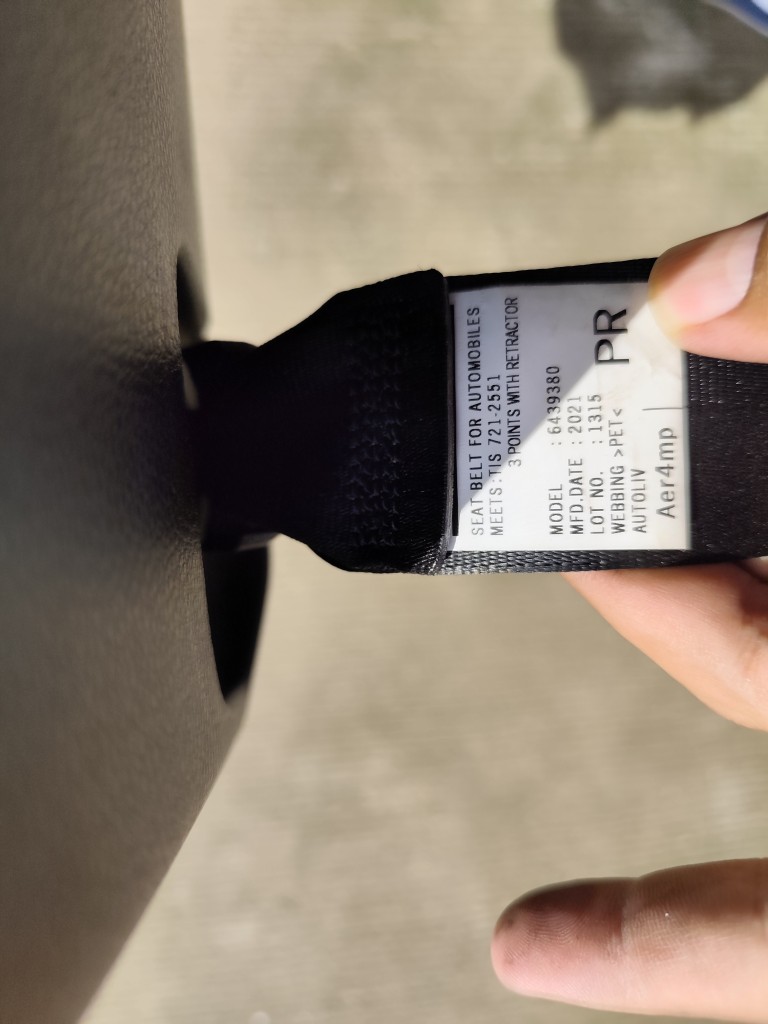 SEAT BELT FOR AUTOMOBILES
MEETS:TIS 721-2551
3 POINTS WITH RETRACTOR
MODEL : 6439380
MFD.DATE : 2021
LOT NO. : 1315
WEBBING >PET<
PR
AUTOLIV
Aer4mp